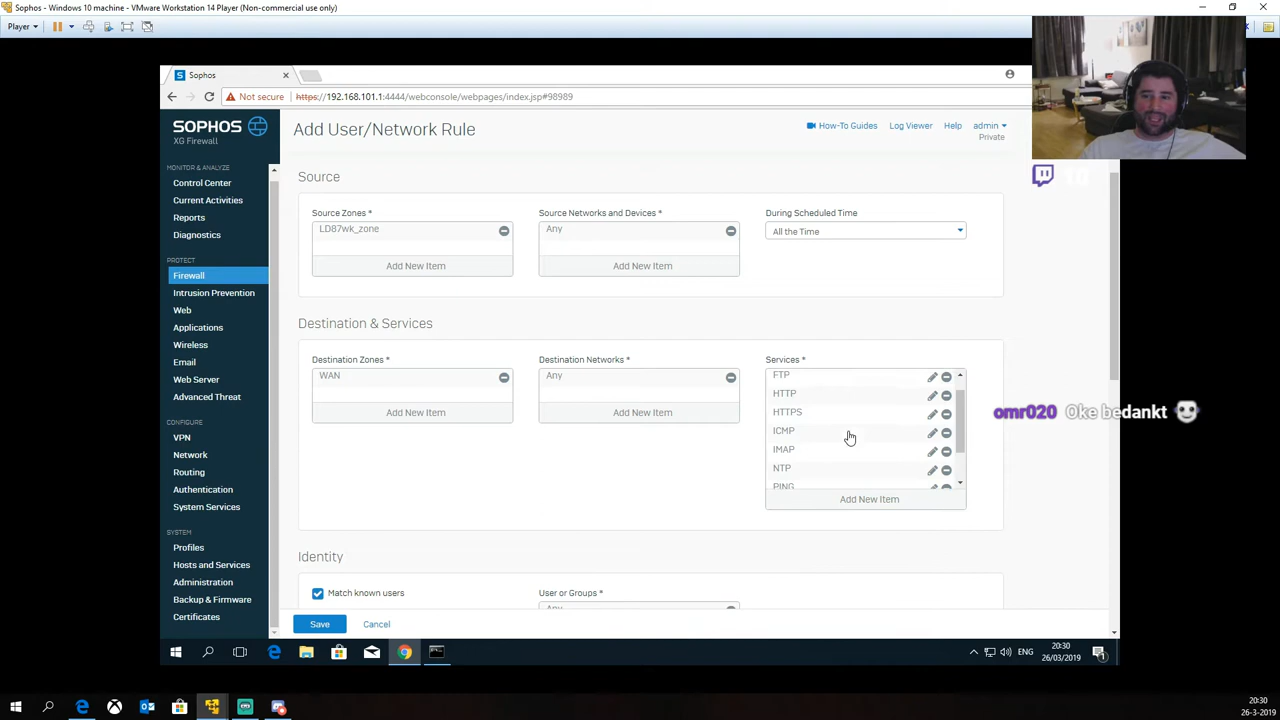 Sophos - Windows 10 machine - VMware Workstation 14 Player (Non-commercial use only)
Player
Sophos
Not secure
https://192.168.101.1:4444/webconsole/webpages/index.jsp#98989
SOPHOS
XG Firewall
Add User/Network Rule
How-To Guides
Log Viewer
Help
admin
Private
MONITOR & ANALYZE
Control Center
Current Activities
Reports
Diagnostics
PROTECT
Firewall
Intrusion Prevention
Web
Applications
Wireless
Email
Web Server
Advanced Threat
CONFIGURE
VPN
Network
Routing
Authentication
System Services
SYSTEM
Profiles
Hosts and Services
Administration
Backup & Firmware
Certificates
Source
Source Zones *
LD87wk_zone
Add New Item
Source Networks and Devices *
Any
Add New Item
During Scheduled Time
All the Time
Destination & Services
Destination Zones *
WAN
Add New Item
Destination Networks *
Any
Add New Item
Services *
FTP
HTTP
HTTPS
ICMP
IMAP
NTP
PING
Add New Item
Identity
Match known users
User or Groups *
Any
Save
Cancel
omr020 Oke bedankt
ENG
20:30
26/03/2019
20:30
26-3-2019